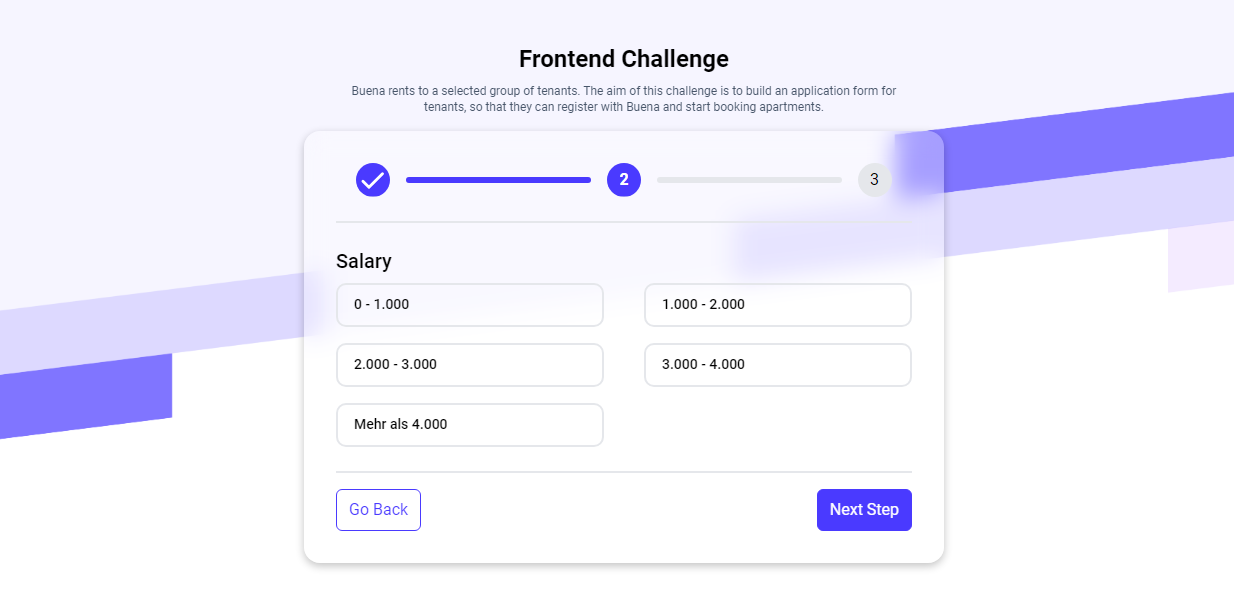 Frontend Challenge
Buena rents to a selected group of tenants. The aim of this challenge is to build an application form for
tenants, so that they can register with Buena and start booking apartments.
2
3
Salary
0 - 1.000
1.000 - 2.000
2.000 - 3.000
3.000 - 4.000
Mehr als 4.000
Go Back
Next Step